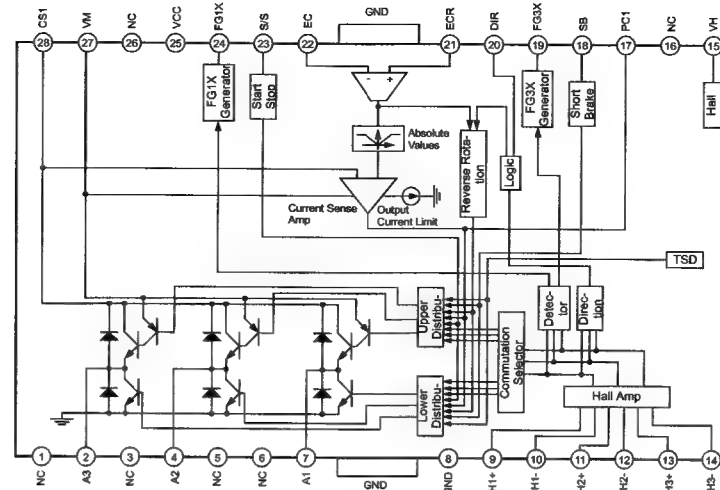 CS1
VM
NC
VCC
FG1X
S/S
EC
GND
ECR
DIR
FG3X
SB
PC1
NC
VH
28
27
26
25
24
23
22
21
20
19
18
17
16
15
FG1X
Generator
Start
Stop
- +
FG3X
Generator
Short
Brake
Hall
Absolute
Values
Reverse Rota-
tion
Logic
Current Sense
Amp
Output
Current Limit
TSD
Upper
Distribu-
Commutation
Selector
Detec-
tor
Direc-
tion
Lower
Distribu-
Hall Amp
1
2
3
4
5
6
7
8
9
10
11
12
13
14
NC
A3
NC
A2
NC
NC
A1
GND
GND
H1+
H1-
H2+
H2-
H3+
H3-